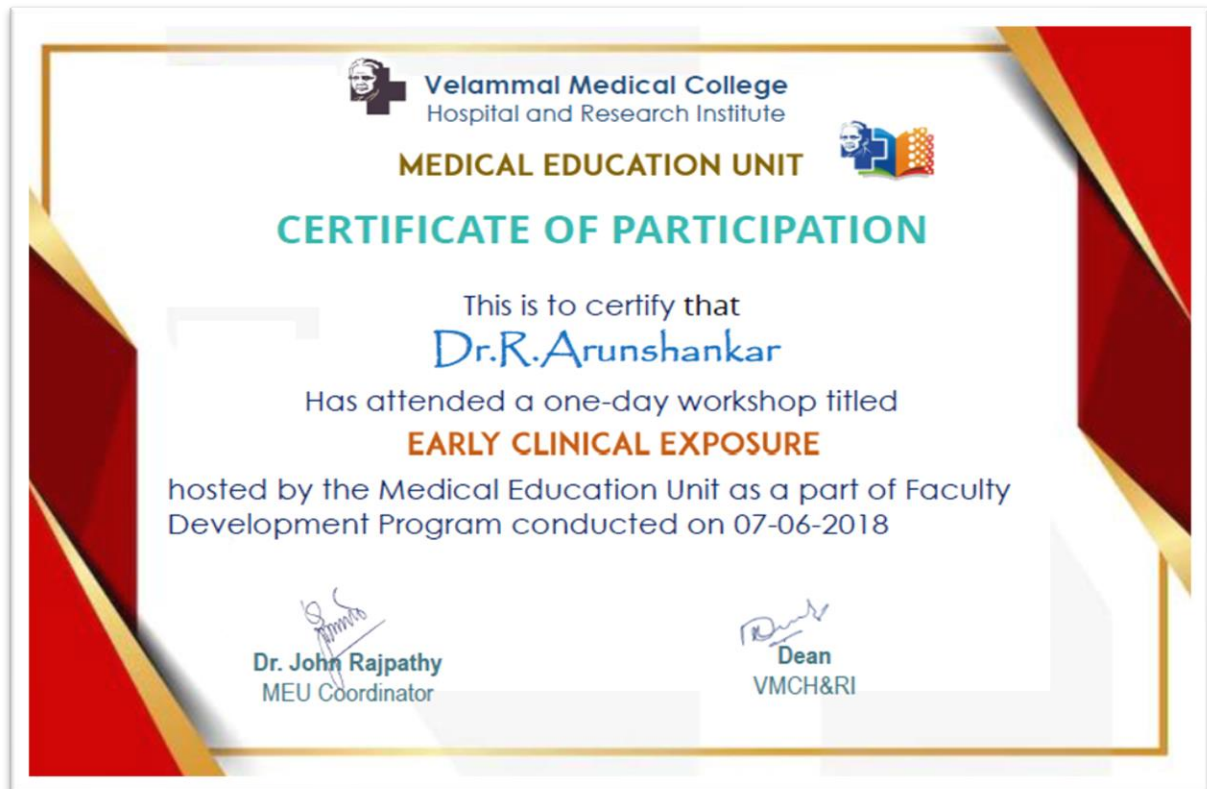 Velammal Medical College
Hospital and Research Institute
MEDICAL EDUCATION UNIT
CERTIFICATE OF PARTICIPATION
This is to certify that
Dr.R.Arunshankar
Has attended a one-day workshop titled
EARLY CLINICAL EXPOSURE
hosted by the Medical Education Unit as a part of Faculty
Development Program conducted on 07-06-2018
Dr. John Rajpathy
MEU Coordinator
Dean
VMCH&RI